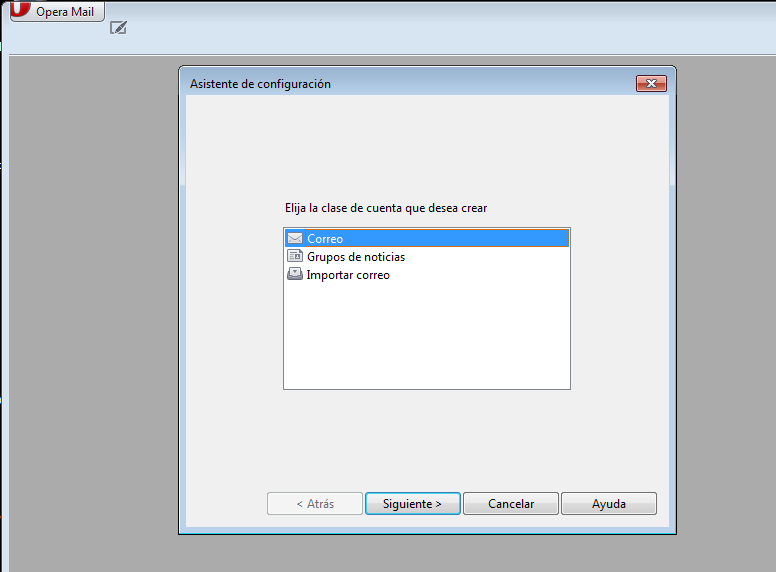 Opera Mail
Asistente de configuración
Elija la clase de cuenta que desea crear
Correo
Grupos de noticias
Importar correo
< Atrás
Siguiente >
Cancelar
Ayuda